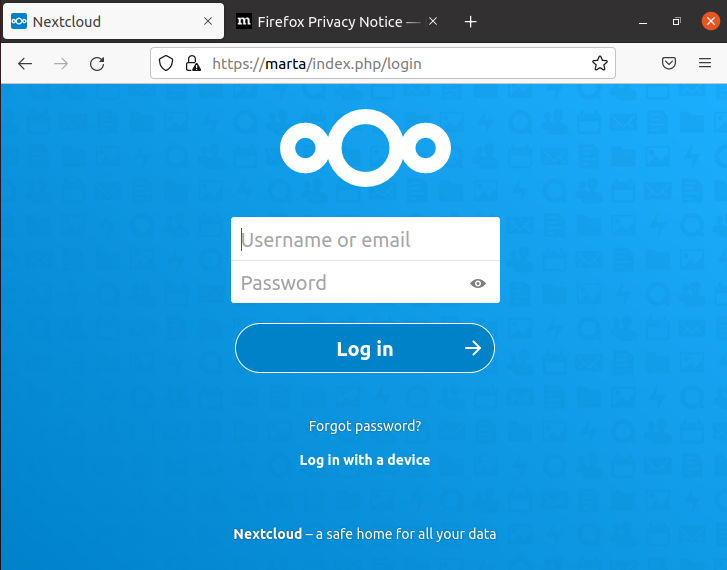 Nextcloud
Firefox Privacy Notice —
https://marta/index.php/login
Username or email
Password
Log in
Forgot password?
Log in with a device
Nextcloud – a safe home for all your data